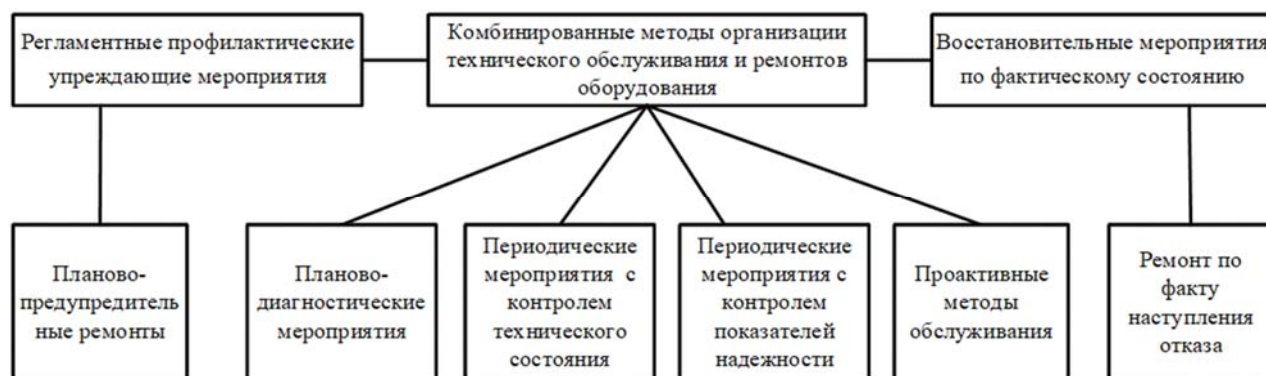 Регламентные профилактические
упреждающие мероприятия
Комбинированные методы организации
технического обслуживания и ремонтов
оборудования
Восстановительные мероприятия
по фактическому состоянию
Планово-
предупредитель
ные ремонты
Планово-
диагностические
мероприятия
Периодические
мероприятия с
контролем
технического
состояния
Периодические
мероприятия с
контролем
показателей
надежности
Проактивные
методы
обслуживания
Ремонт по
факту
наступления
отказа